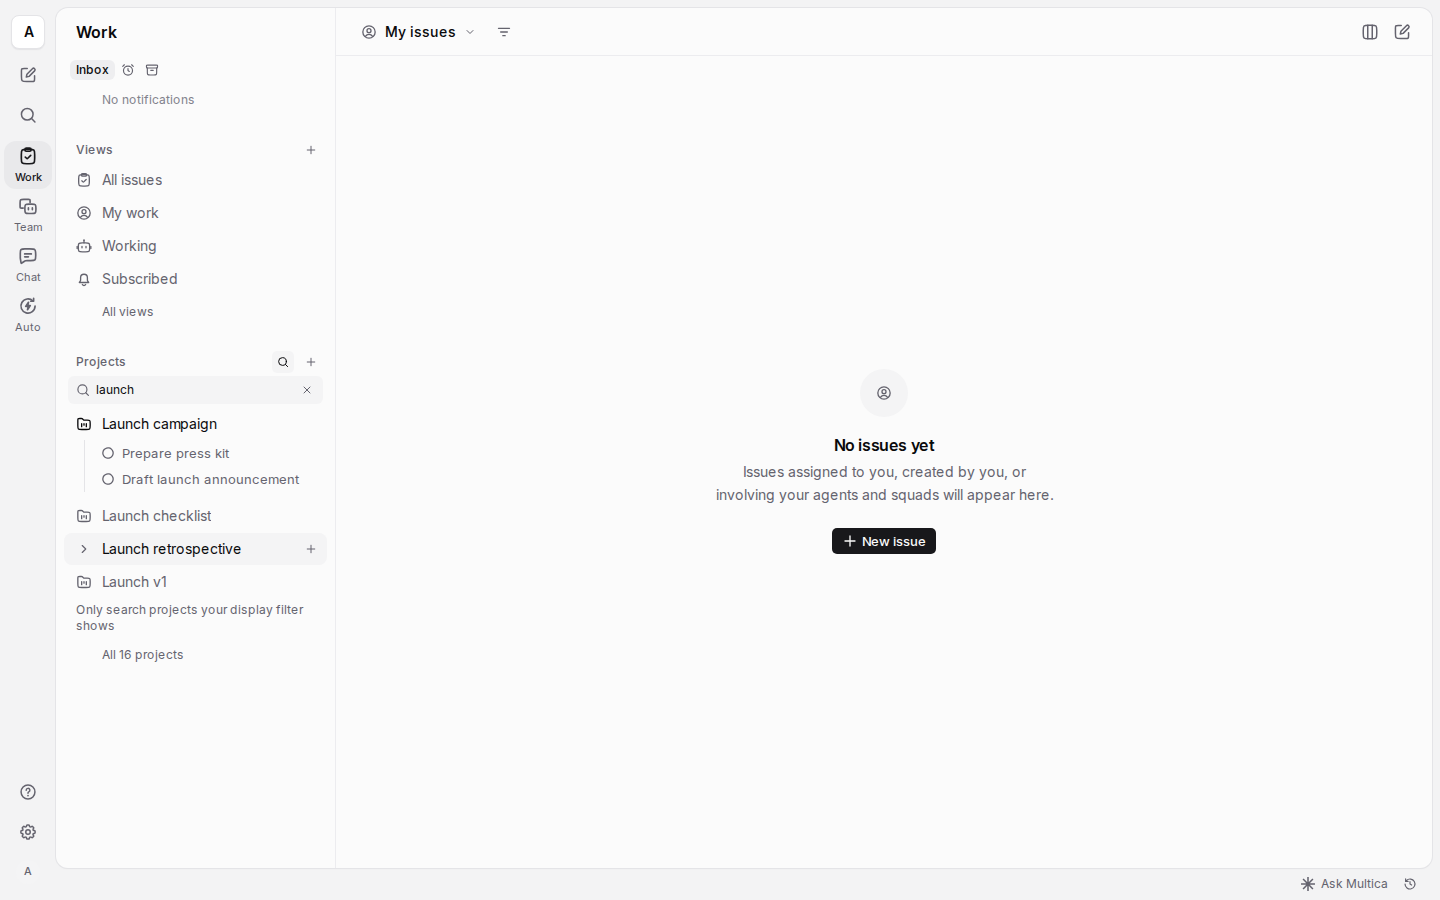 A
Work
My issues
Inbox
No notifications
Views
All issues
My work
Work
Working
Team
Subscribed
Chat
All views
Auto
Projects
launch
Launch campaign
Prepare press kit
Draft launch announcement
Launch checklist
Launch retrospective
Launch v1
Only search projects your display filter
shows
All 16 projects
No issues yet
Issues assigned to you, created by you, or
involving your agents and squads will appear here.
New issue
A
Ask Multica